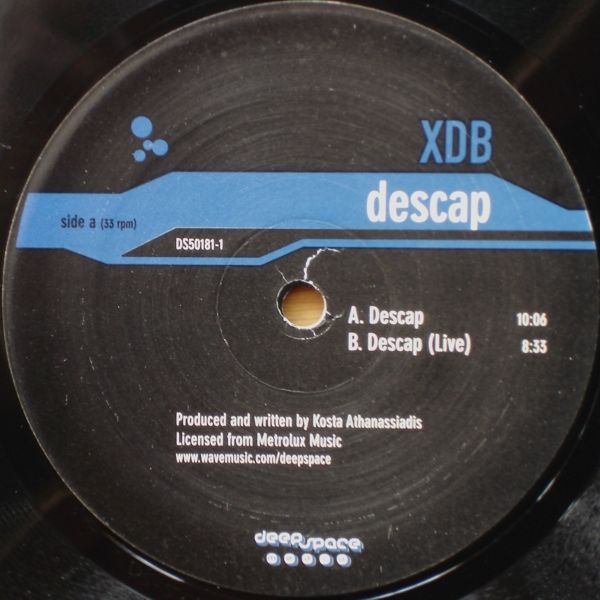 XDB
descap
side a (33 rpm)
DS50181-1
A. Descap 10:06
B. Descap (Live) 8:33
Produced and written by Kosta Athanassiadis
Licensed from Metrolux Music
www.wavemusic.com/deepspace
deepspace